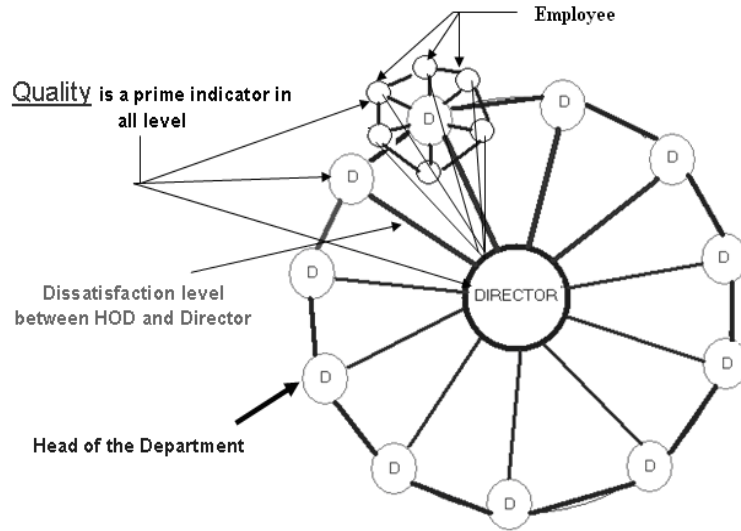 Employee
Quality is a prime indicator in
all level
D
D
D
D
D
D
DIRECTOR
Dissatisfaction level
between HOD and Director
D
D
Head of the Department
D
D
D